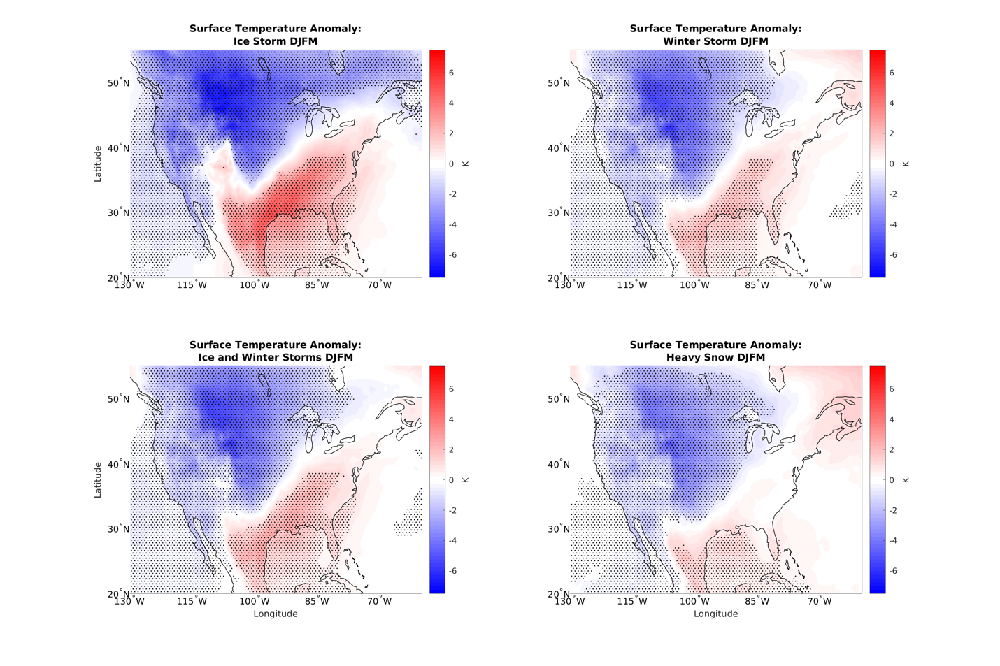 Surface Temperature Anomaly:
Ice Storm DJFM
Latitude
50°N
40°N
30°N
20°N
130°W 115°W 100°W 85°W 70°W
6
4
2
0
-2
-4
-6
K
Surface Temperature Anomaly:
Winter Storm DJFM
50°N
40°N
30°N
20°N
130°W 115°W 100°W 85°W 70°W
6
4
2
0
-2
-4
-6
K
Surface Temperature Anomaly:
Ice and Winter Storms DJFM
Latitude
50°N
40°N
30°N
20°N
130°W 115°W 100°W 85°W 70°W
Longitude
6
4
2
0
-2
-4
-6
K
Surface Temperature Anomaly:
Heavy Snow DJFM
50°N
40°N
30°N
20°N
130°W 115°W 100°W 85°W 70°W
Longitude
6
4
2
0
-2
-4
-6
K